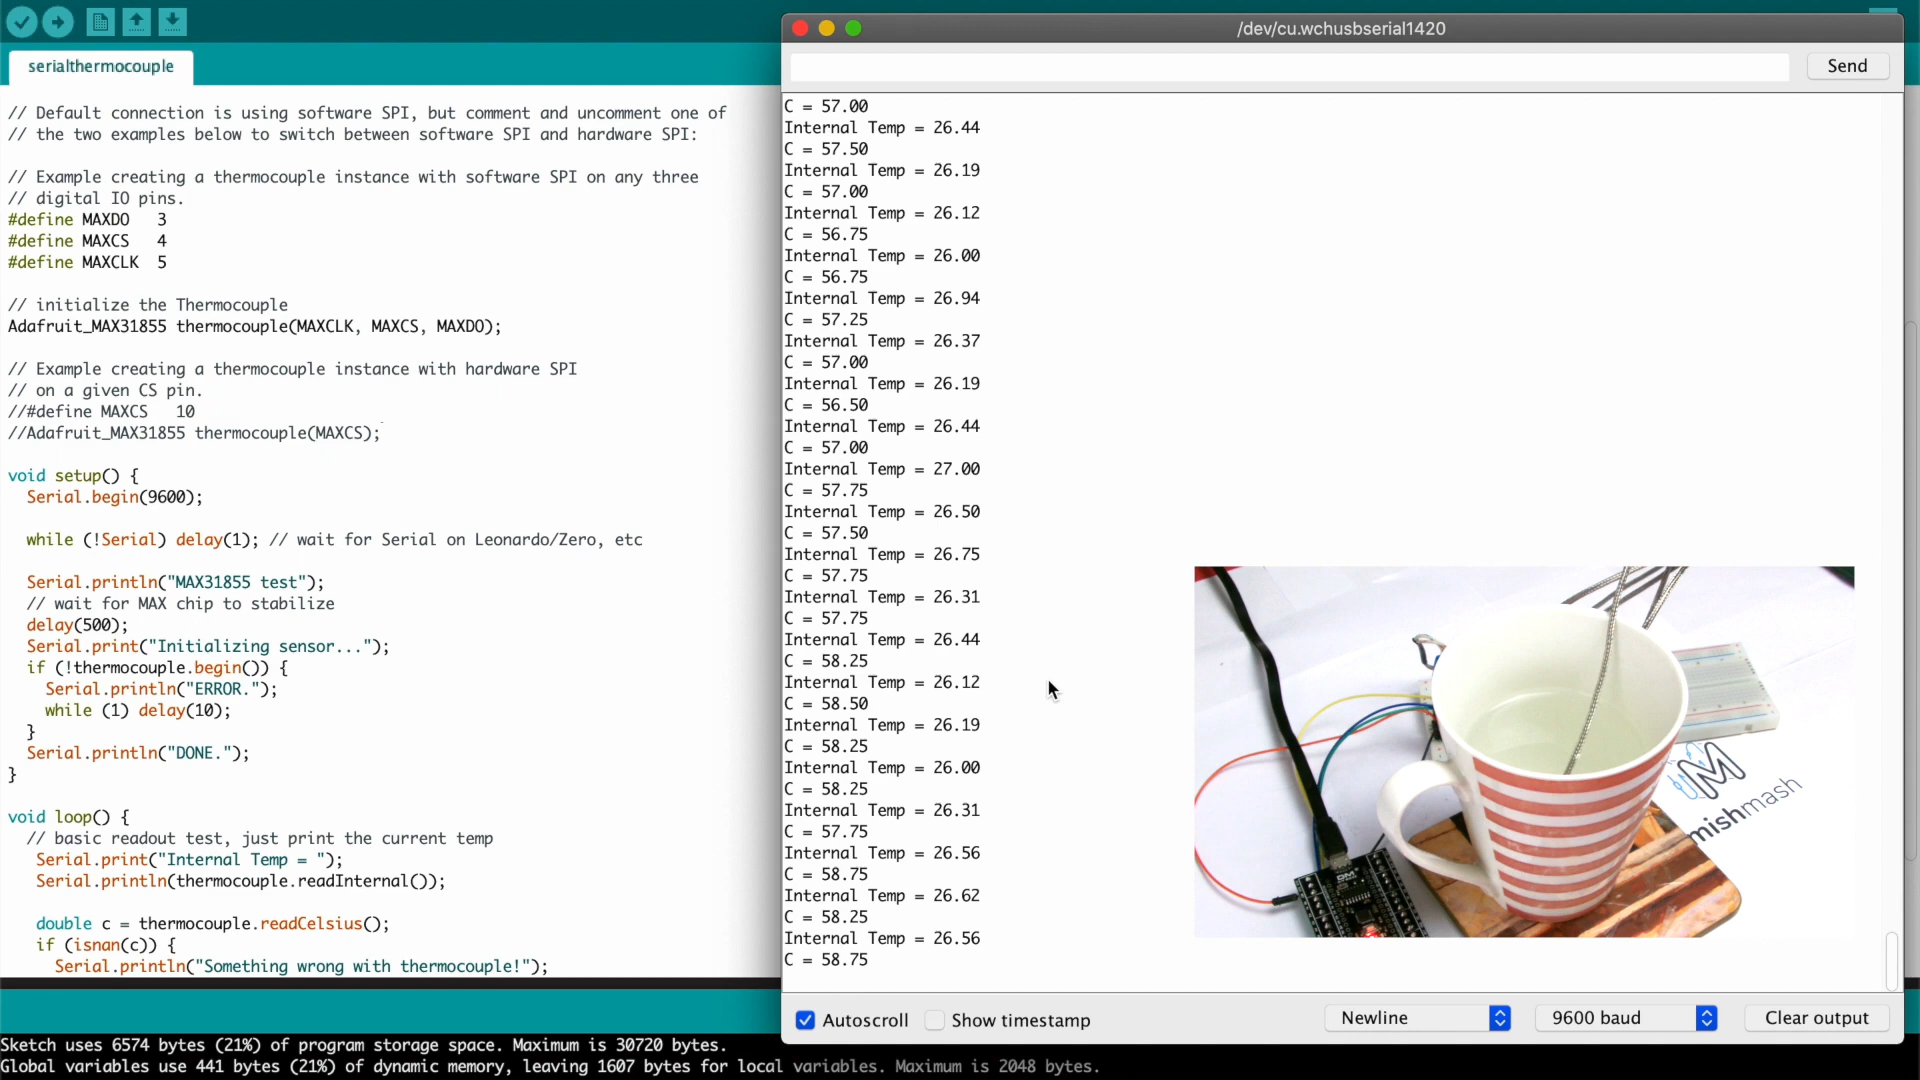 serialthermocouple
// Default connection is using software SPI, but comment and uncomment one of
// the two examples below to switch between software SPI and hardware SPI:
// Example creating a thermocouple instance with software SPI on any three
// digital IO pins.
#define MAXDO   3
#define MAXCS   4
#define MAXCLK  5
// initialize the Thermocouple
Adafruit_MAX31855 thermocouple(MAXCLK, MAXCS, MAXDO);
// Example creating a thermocouple instance with hardware SPI
// on a given CS pin.
//#define MAXCS   10
//Adafruit_MAX31855 thermocouple(MAXCS);
void setup() {
  Serial.begin(9600);
  while (!Serial) delay(1); // wait for Serial on Leonardo/Zero, etc
  Serial.println("MAX31855 test");
  // wait for MAX chip to stabilize
  delay(500);
  Serial.print("Initializing sensor...");
  if (!thermocouple.begin()) {
    Serial.println("ERROR.");
    while (1) delay(10);
  }
  Serial.println("DONE.");
}
void loop() {
  // basic readout test, just print the current temp
   Serial.print("Internal Temp = ");
   Serial.println(thermocouple.readInternal());
   double c = thermocouple.readCelsius();
   if (isnan(c)) {
     Serial.println("Something wrong with thermocouple!");
Sketch uses 6574 bytes (21%) of program storage space. Maximum is 30720 bytes.
Global variables use 441 bytes (21%) of dynamic memory, leaving 1607 bytes for local variables. Maximum is 2048 bytes.
/dev/cu.wchusbserial1420
Send
C = 57.00
Internal Temp = 26.44
C = 57.50
Internal Temp = 26.19
C = 57.00
Internal Temp = 26.12
C = 56.75
Internal Temp = 26.00
C = 56.75
Internal Temp = 26.94
C = 57.25
Internal Temp = 26.37
C = 57.00
Internal Temp = 26.19
C = 56.50
Internal Temp = 26.44
C = 57.00
Internal Temp = 27.00
C = 57.75
Internal Temp = 26.50
C = 57.50
Internal Temp = 26.75
C = 57.75
Internal Temp = 26.31
C = 57.75
Internal Temp = 26.44
C = 58.25
Internal Temp = 26.12
C = 58.50
Internal Temp = 26.19
C = 58.25
Internal Temp = 26.00
C = 58.25
Internal Temp = 26.31
C = 57.75
Internal Temp = 26.56
C = 58.75
Internal Temp = 26.62
C = 58.25
Internal Temp = 26.56
C = 58.75
M
mishmash
Autoscroll
Show timestamp
Newline
9600 baud
Clear output